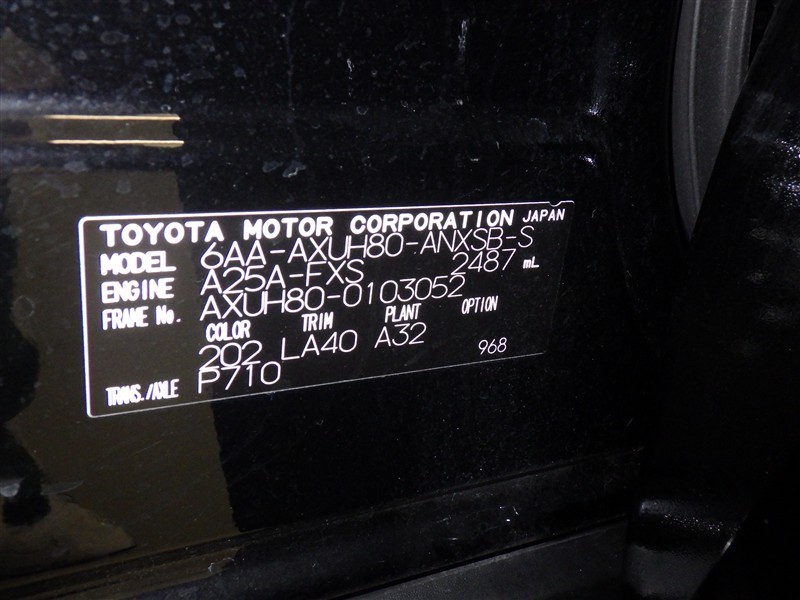 TOYOTA MOTOR CORPORATION JAPAN
MODEL 6AA-AXUH80-ANXSB-S
ENGINE A25A-FXS 2487 mL
FRAME No. AXUH80-0103052
COLOR TRIM PLANT OPTION
202 LA40 A32 968
TRANS./AXLE P710